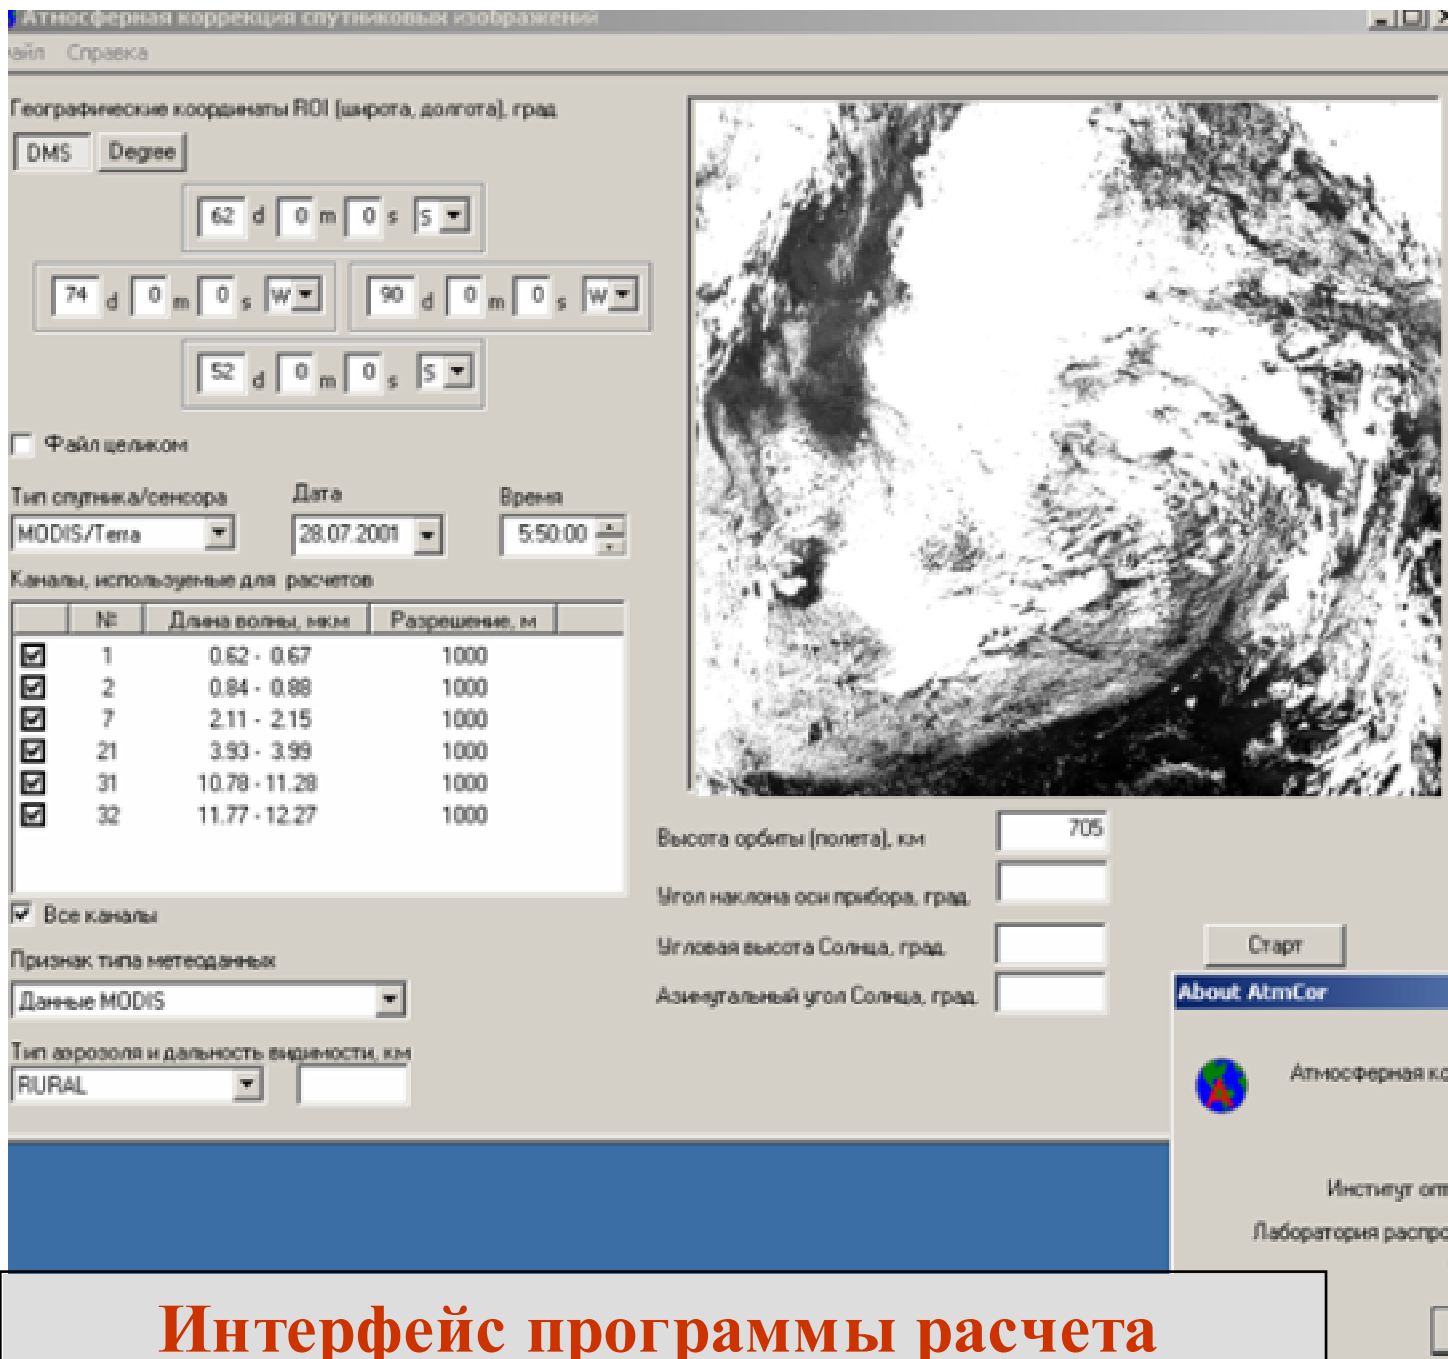 Атмосферная коррекция спутниковых изображений
айл Справка
Географические координаты ROI (широта, долгота), град
DMS Degree
62 d 0 m 0 s S
74 d 0 m 0 s W 90 d 0 m 0 s W
52 d 0 m 0 s S
Файл целиком
Тип спутника/сенсора Дата Время
MODIS/Terra 28.07.2001 5:50:00
Каналы, используемые для расчетов
№ Длина волны, мкм Разрешение, м
1 0.62 - 0.67 1000
2 0.84 - 0.88 1000
7 2.11 - 2.15 1000
21 3.93 - 3.99 1000
31 10.78 - 11.28 1000
32 11.77 - 12.27 1000
Все каналы
Признак типа метеоданных
Данные MODIS
Тип аэрозоля и дальность видимости, км
RURAL
Высота орбиты (полета), км 705
Угол наклона оси прибора, град.
Угловая высота Солнца, град.
Азимутальный угол Солнца, град.
Старт
About AtmCor
Атмосферная ко
Институт опт
Лаборатория распро
Интерфейс программы расчета